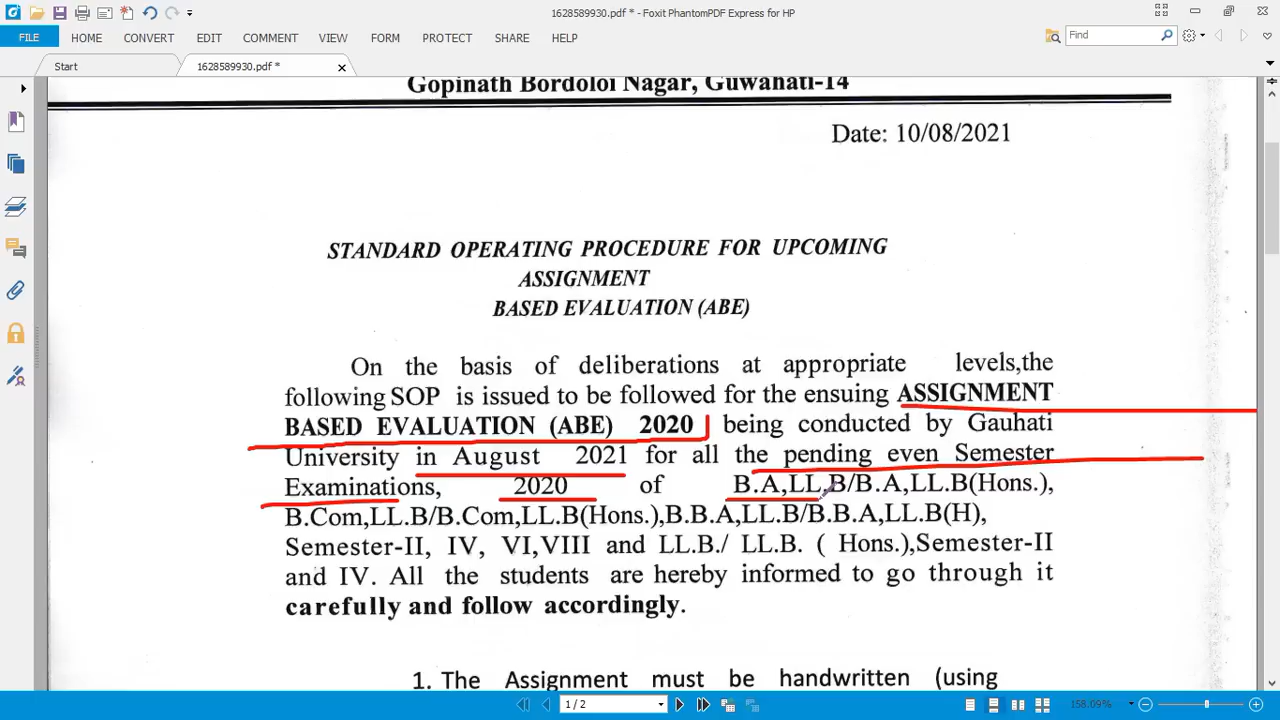 1628589930.pdf * - Foxit PhantomPDF Express for HP
FILE HOME CONVERT EDIT COMMENT VIEW FORM PROTECT SHARE HELP Find
Start 1628589930.pdf *
Gopinath Bordoloi Nagar, Guwahati-14
Date: 10/08/2021
STANDARD OPERATING PROCEDURE FOR UPCOMING
ASSIGNMENT
BASED EVALUATION (ABE)
On the basis of deliberations at appropriate levels,the
following SOP is issued to be followed for the ensuing ASSIGNMENT
BASED EVALUATION (ABE) 2020 being conducted by Gauhati
University in August 2021 for all the pending even Semester
Examinations, 2020 of B.A,LL.B/B.A,LL.B(Hons.),
B.Com,LL.B/B.Com,LL.B(Hons.),B.B.A,LL.B/B.B.A,LL.B(H),
Semester-II, IV, VI,VIII and LL.B./ LL.B. ( Hons.),Semester-II
and IV. All the students are hereby informed to go through it
carefully and follow accordingly.
1. The Assignment must be handwritten (using
1 / 2 158.09%